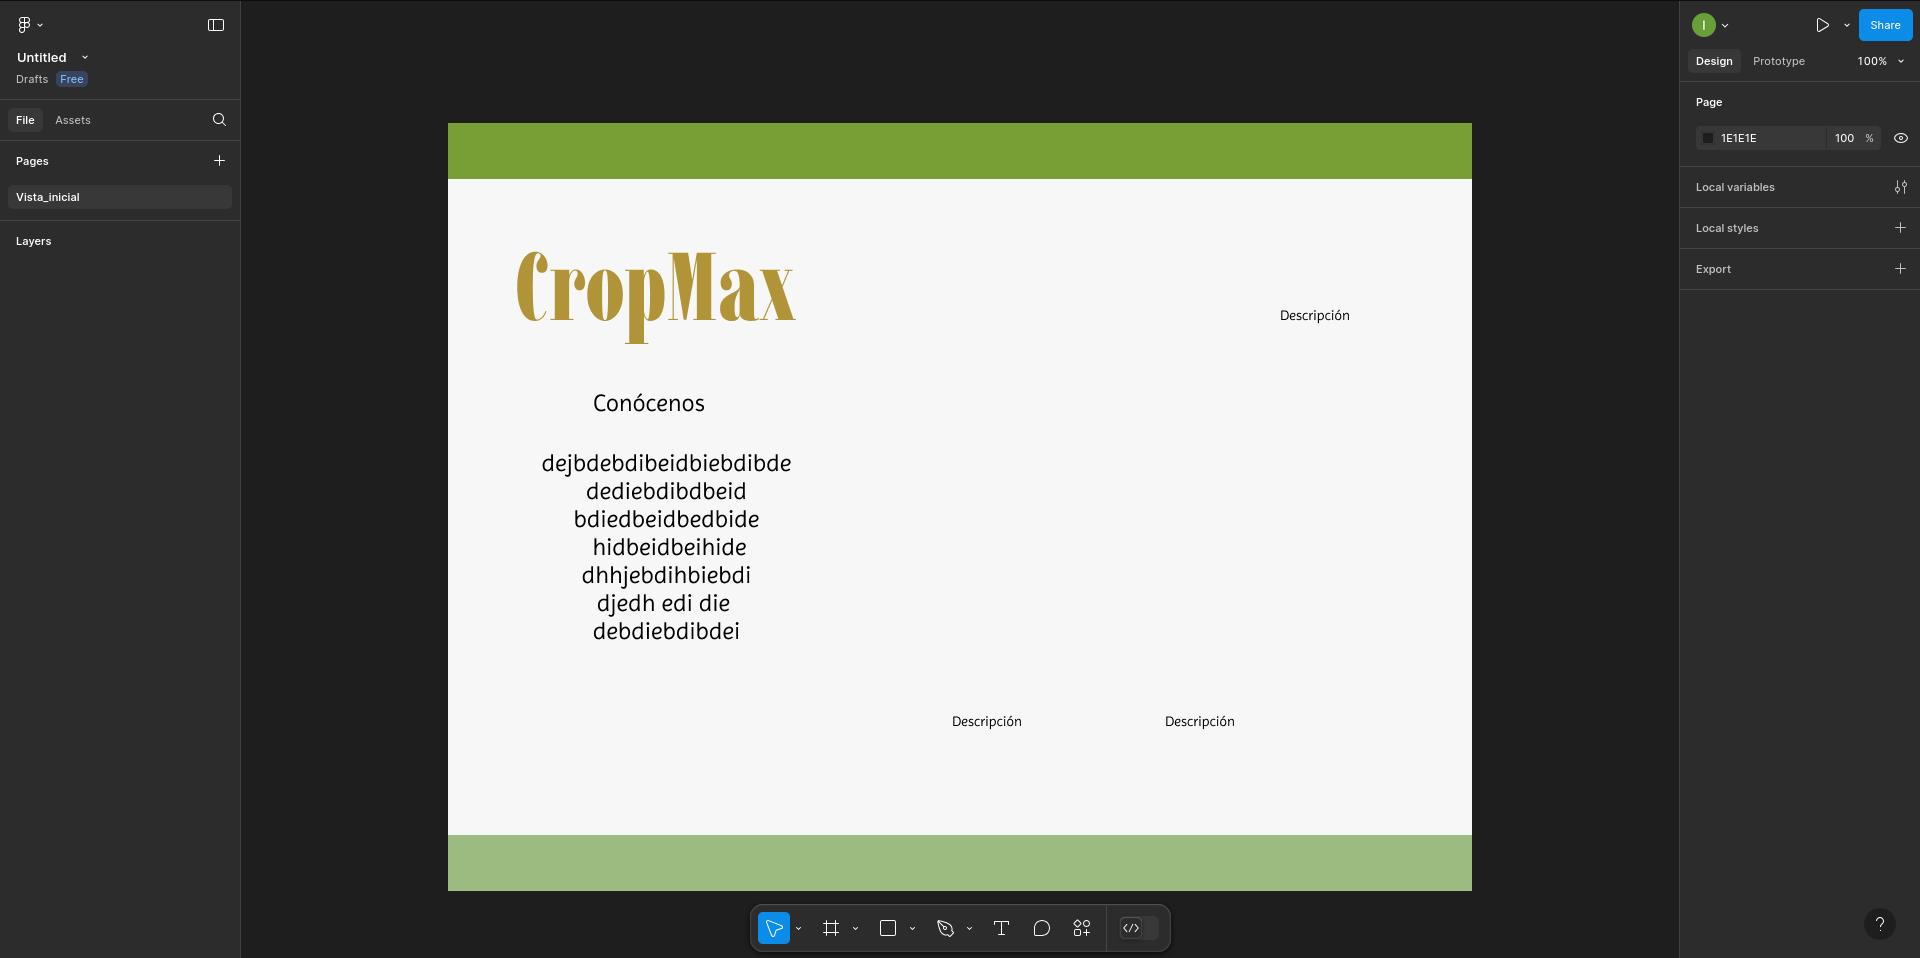 Untitled
Drafts Free
File Assets
Pages
Vista_inicial
Layers
CropMax
Descripción
Conócenos
dejbdebdibeidbiebdibde
dediebdibdbeid
bdiedbeidbedbide
hidbeidbeihide
dhhjebdihbiebdi
djedh edi die
debdiebdibdei
Descripción Descripción
I Share
Design Prototype 100%
Page
1E1E1E 100 %
Local variables
Local styles
Export
?